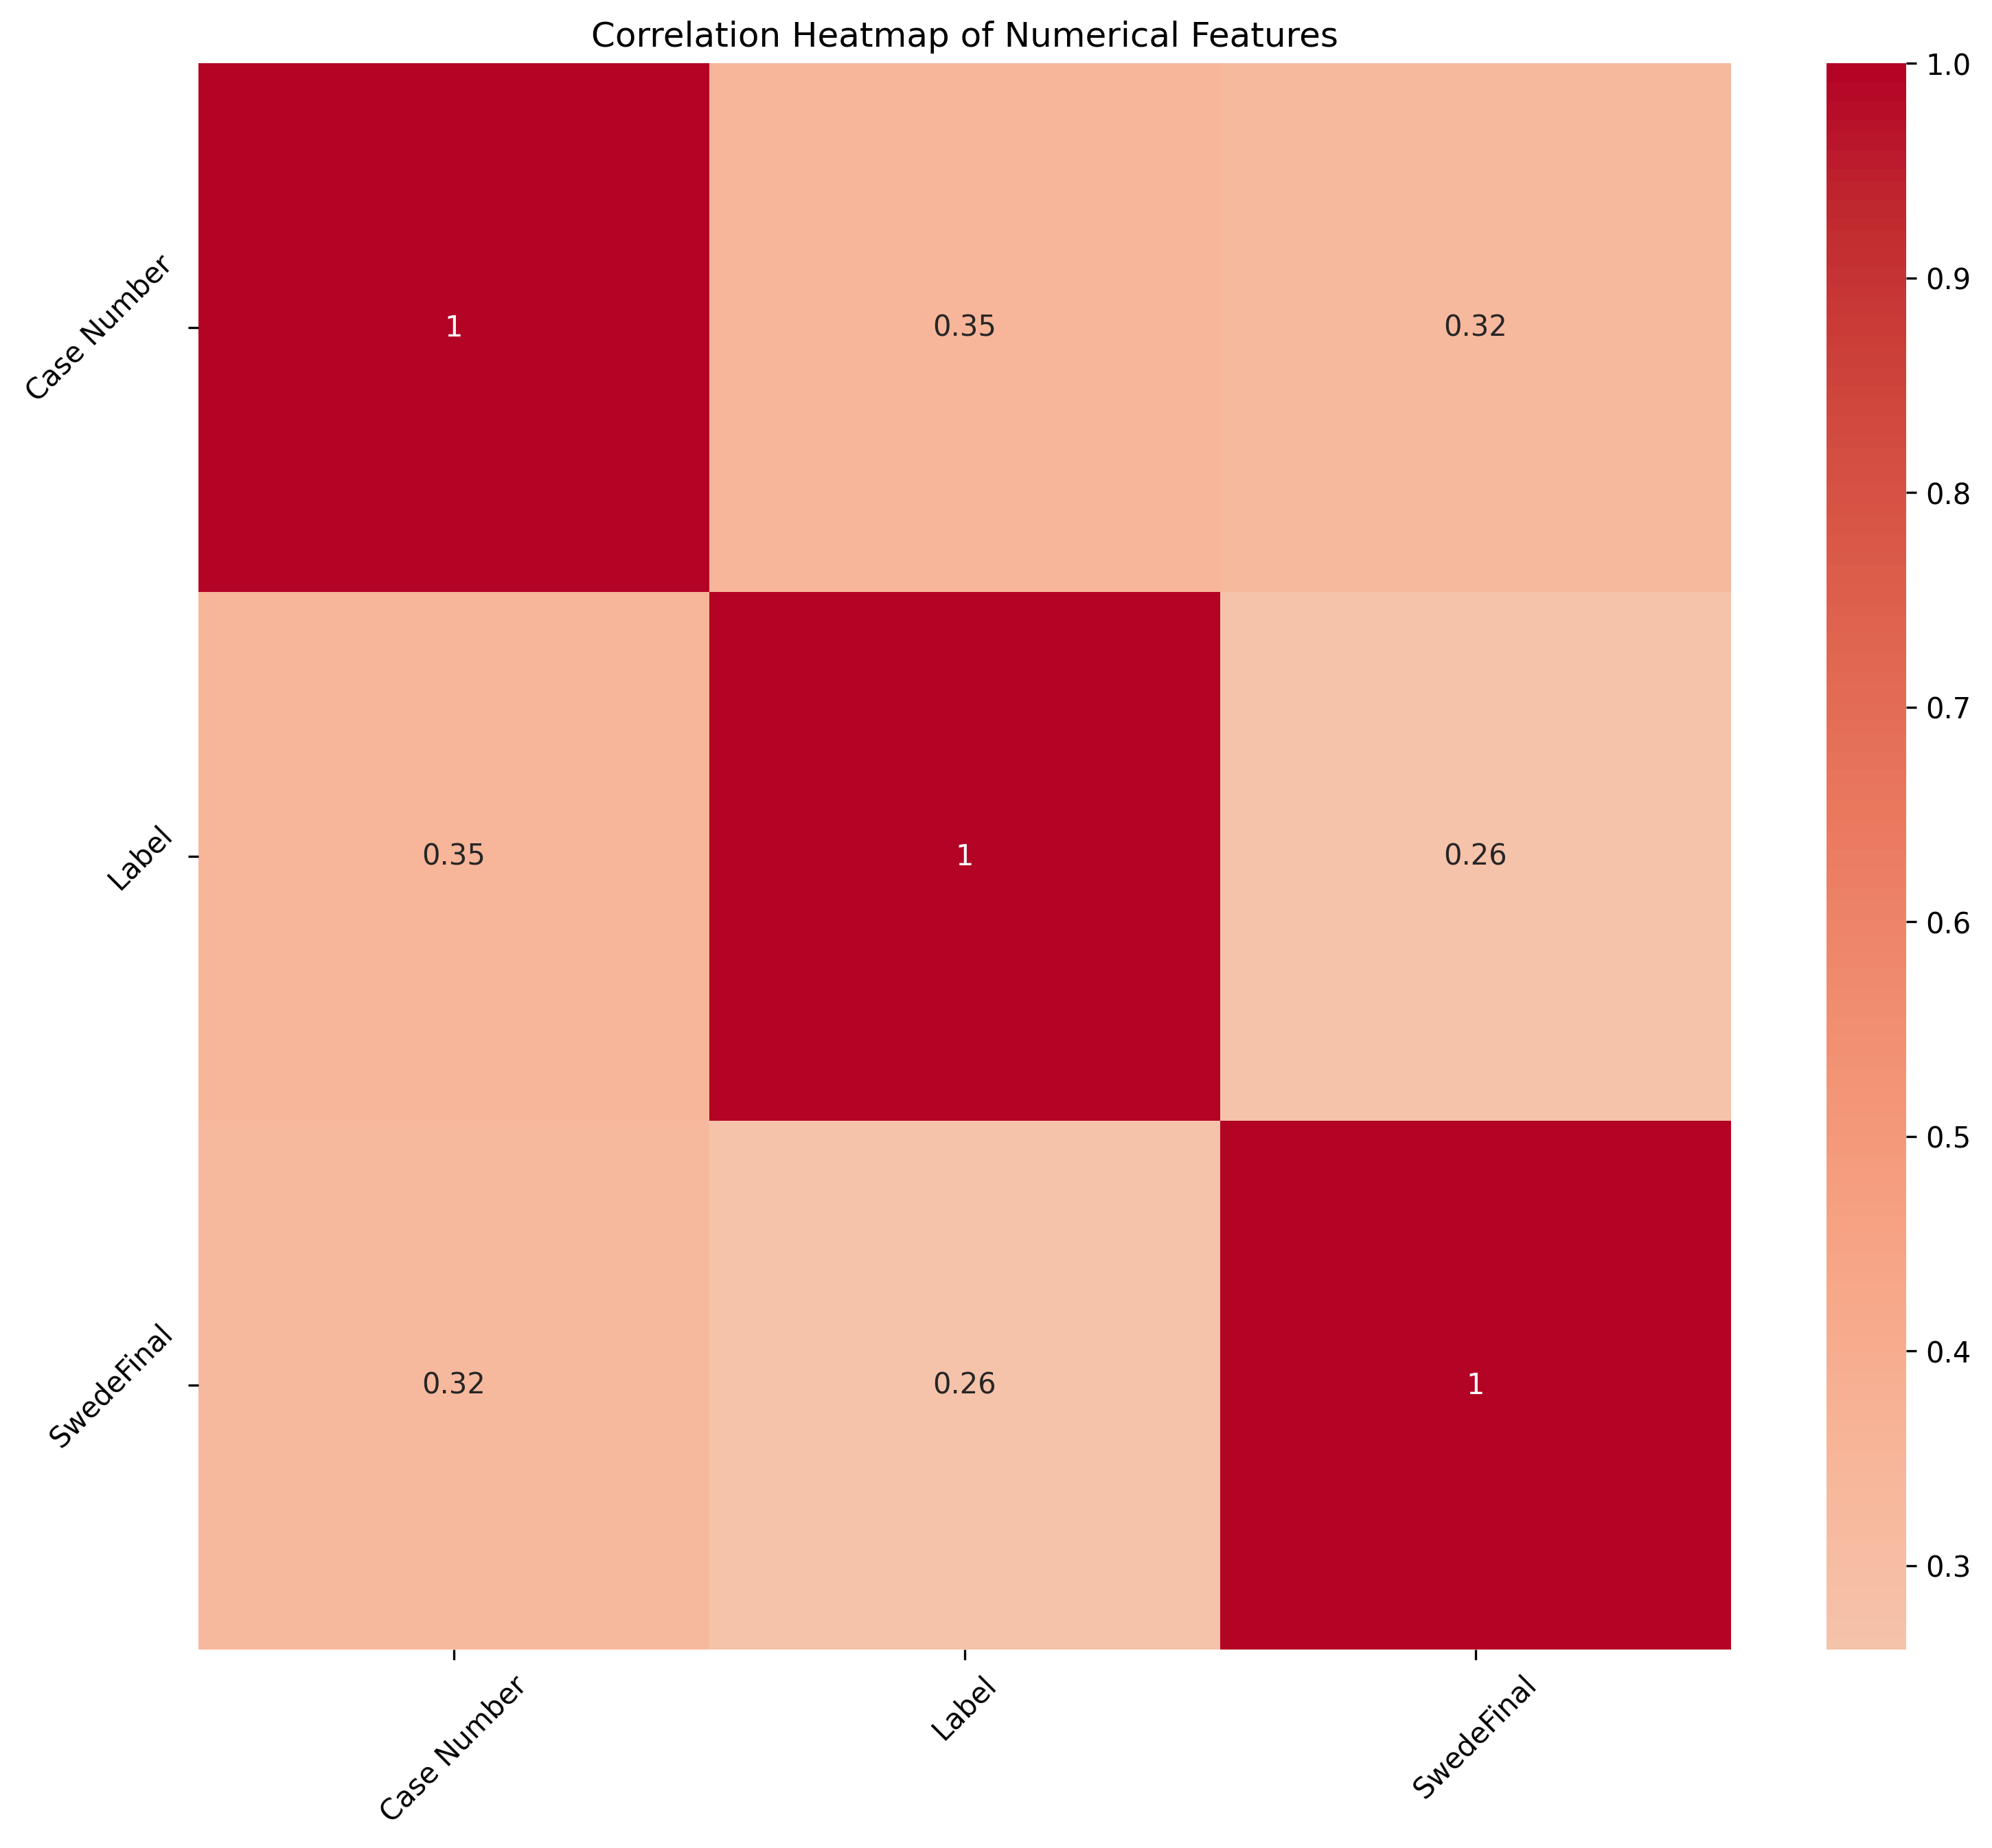 Correlation Heatmap of Numerical Features
Case Number
Label
SwedeFinal
1 0.35 0.32
0.35 1 0.26
0.32 0.26 1
Case Number Label SwedeFinal
1.0
0.9
0.8
0.7
0.6
0.5
0.4
0.3